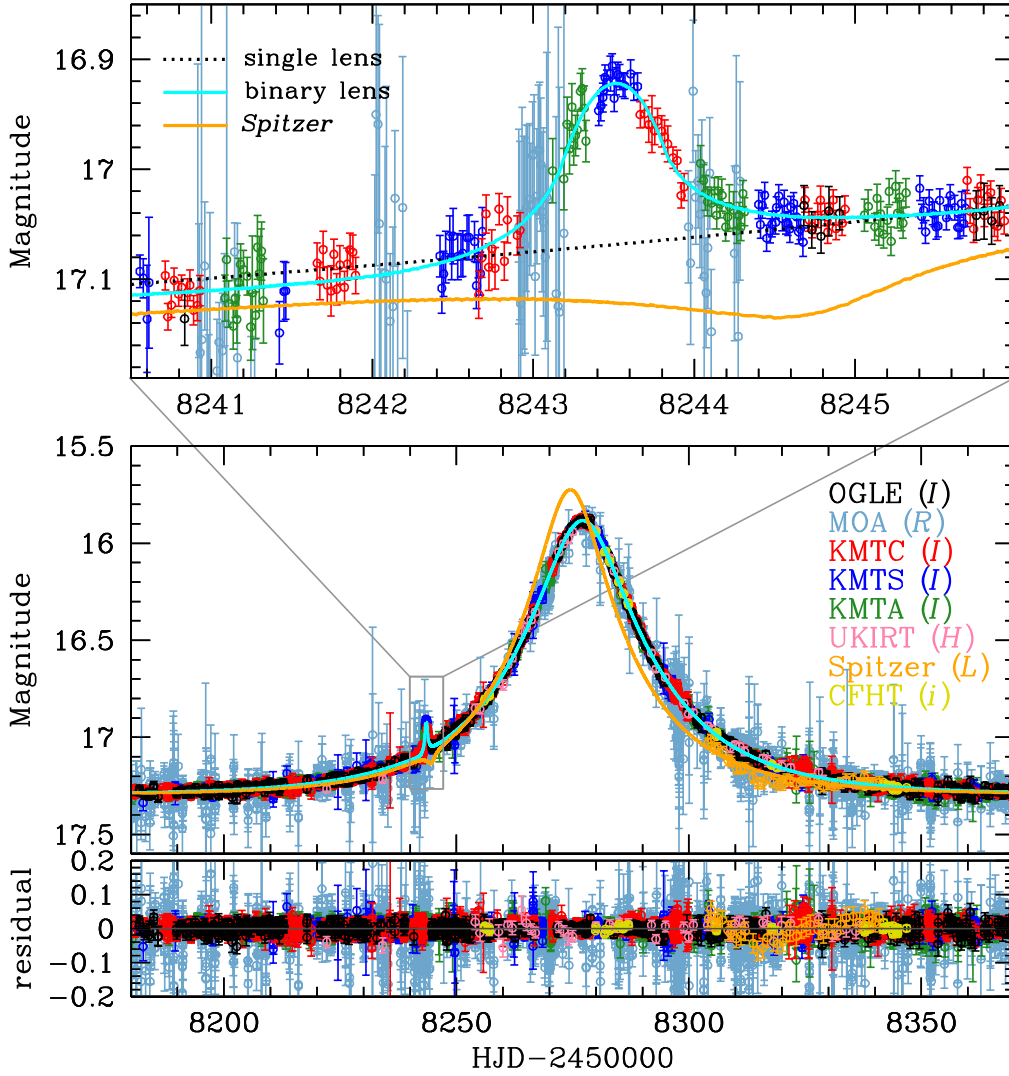 16.9
17
17.1
Magnitude
single lens
binary lens
Spitzer
8241 8242 8243 8244 8245
15.5
16
16.5
17
17.5
Magnitude
OGLE (I)
MOA (R)
KMTC (I)
KMTS (I)
KMTA (I)
UKIRT (H)
Spitzer (L)
CFHT (i)
0.2
0.1
0
−0.1
−0.2
residual
8200 8250 8300 8350
HJD−2450000